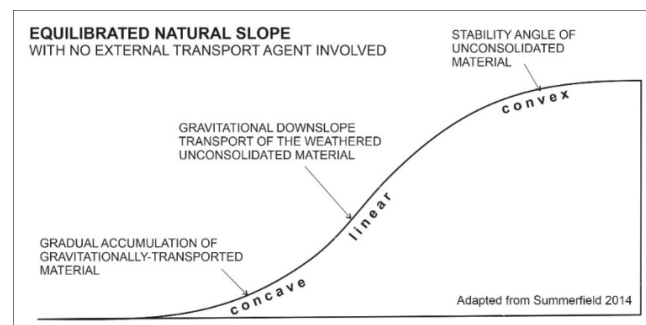 EQUILIBRATED NATURAL SLOPE
WITH NO EXTERNAL TRANSPORT AGENT INVOLVED
STABILITY ANGLE OF
UNCONSOLIDATED
MATERIAL
convex
GRAVITATIONAL DOWNSLOPE
TRANSPORT OF THE WEATHERED
UNCONSOLIDATED MATERIAL
linear
GRADUAL ACCUMULATION OF
GRAVITATIONALLY-TRANSPORTED
MATERIAL
concave
Adapted from Summerfield 2014